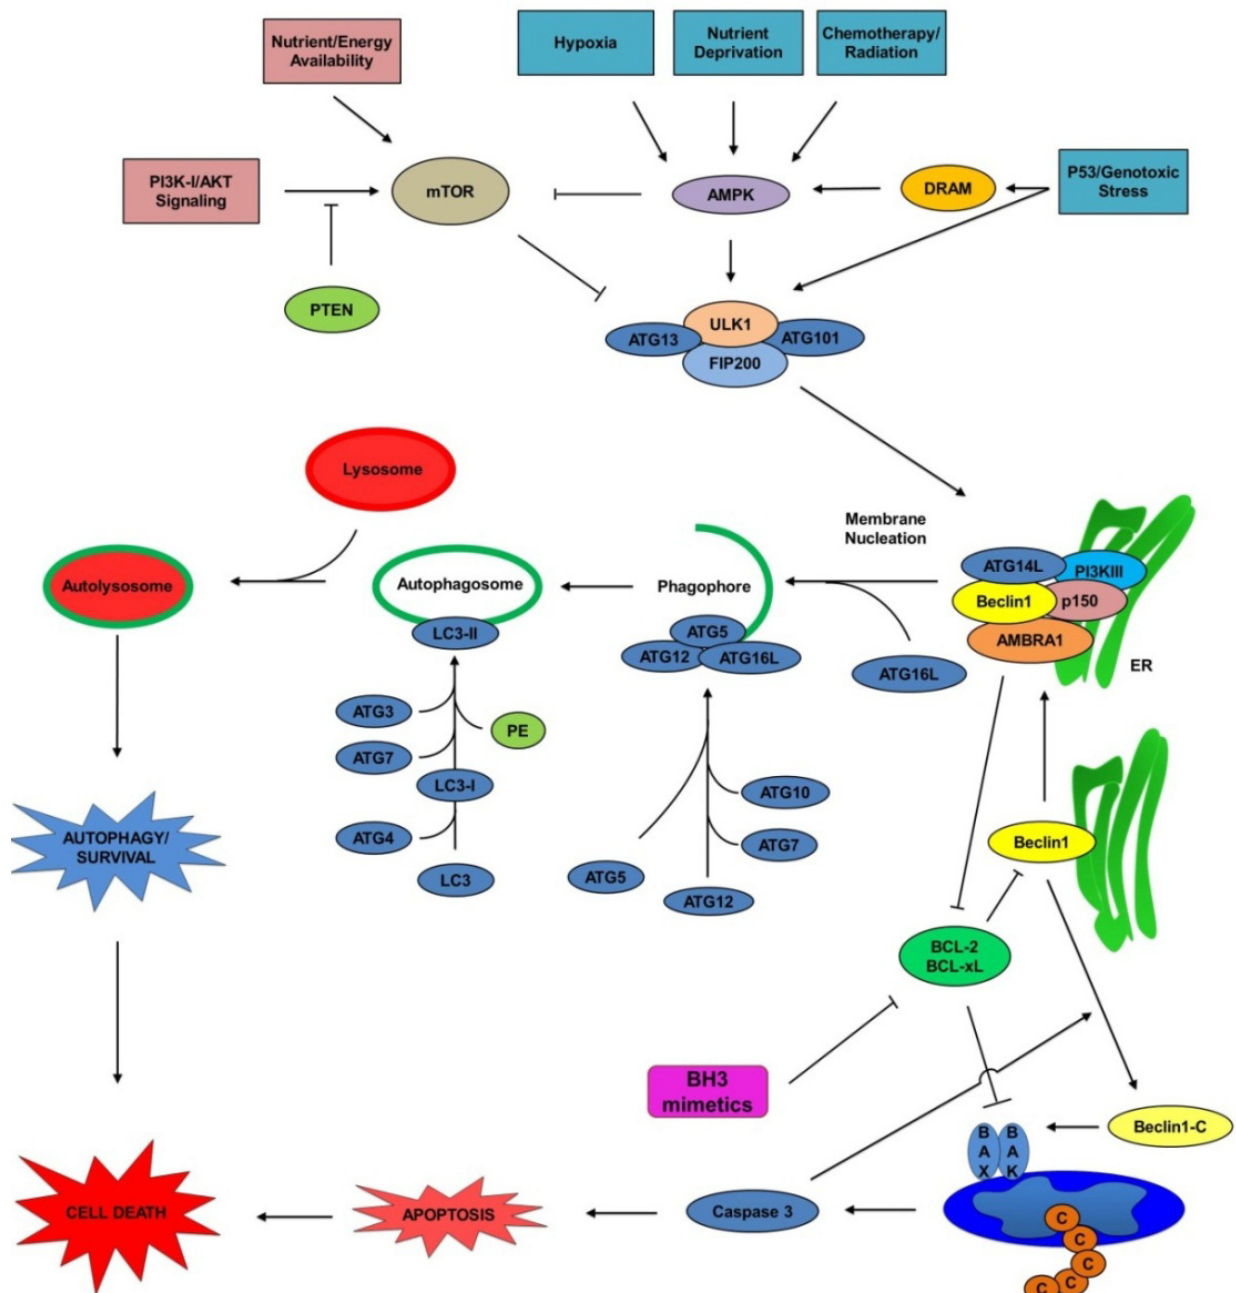 Nutrient/Energy
Availability
Hypoxia
Nutrient
Deprivation
Chemotherapy/
Radiation
PI3K-I/AKT
Signaling
mTOR
AMPK
DRAM
P53/Genotoxic
Stress
PTEN
ULK1
ATG13
ATG101
FIP200
Lysosome
Membrane
Nucleation
ATG14L
PI3KIII
Autolysosome
Autophagosome
Phagophore
Beclin1
p150
LC3-II
ATG5
AMBRA1
ATG12
ATG16L
ATG16L
ER
ATG3
PE
ATG7
LC3-I
ATG10
ATG4
ATG7
Beclin1
AUTOPHAGY/
SURVIVAL
LC3
ATG5
ATG12
BCL-2
BCL-xL
BH3
mimetics
Beclin1-C
BAX
BAK
CELL DEATH
APOPTOSIS
Caspase 3
C
C
C
C
C